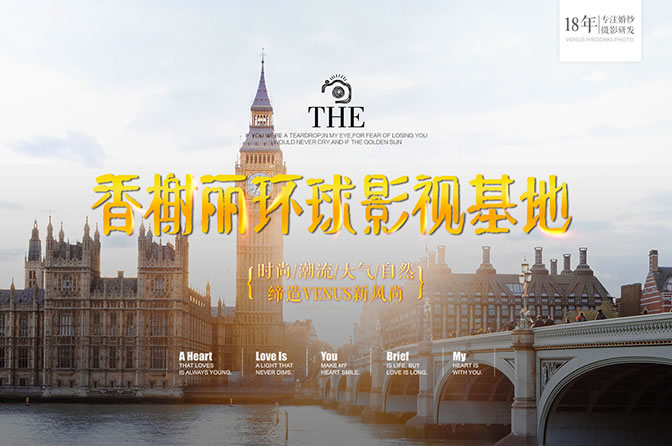 18年 专注婚纱
摄影研发
VENUS WEDDING PHOTO
THE
IF YOU WERE A TEARDROP,IN MY EYE,FOR FEAR OF LOSING YOU
I WOULD NEVER CRY.AND IF THE GOLDEN SUN
香榭丽环球影视基地
时尚/潮流/大气/自然
缔造VENUS新风尚
A Heart
THAT LOVES
IS ALWAYS YOUNG.
Love Is
A LIGHT THAT
NEVER DIMS.
You
MAKE MY
HEART SMILE.
Brief
IS LIFE, BUT
LOVE IS LONG.
My
HEART IS
WITH YOU.